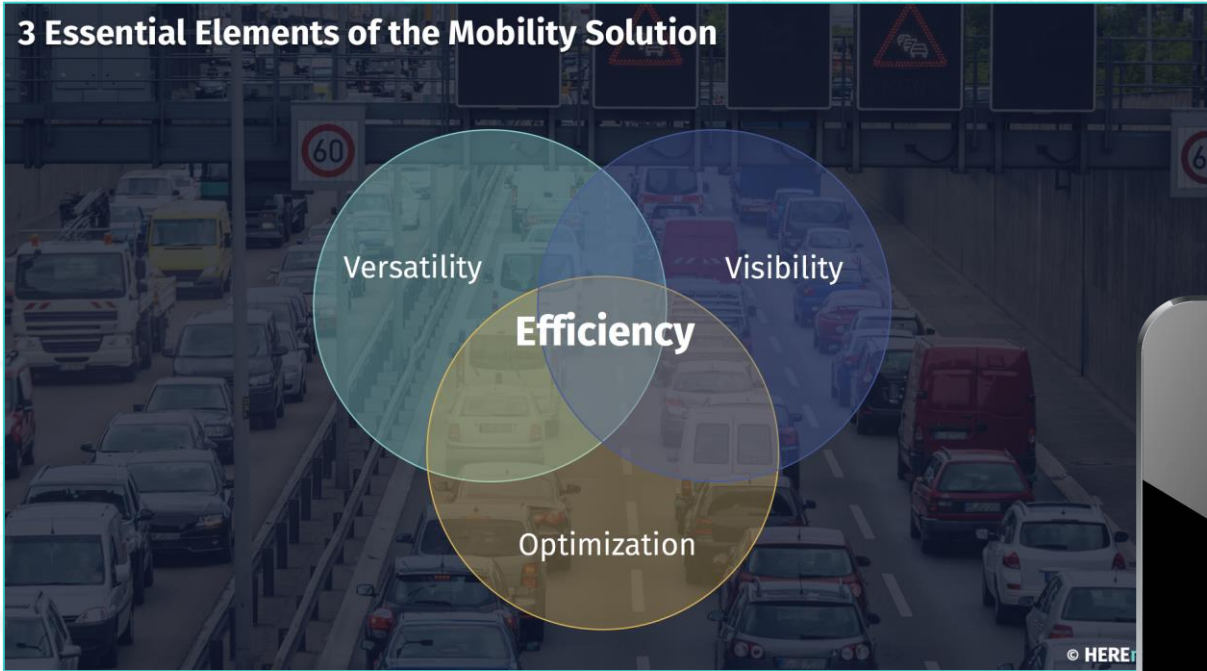 3 Essential Elements of the Mobility Solution
60
Versatility
Visibility
Efficiency
Optimization
© HERE